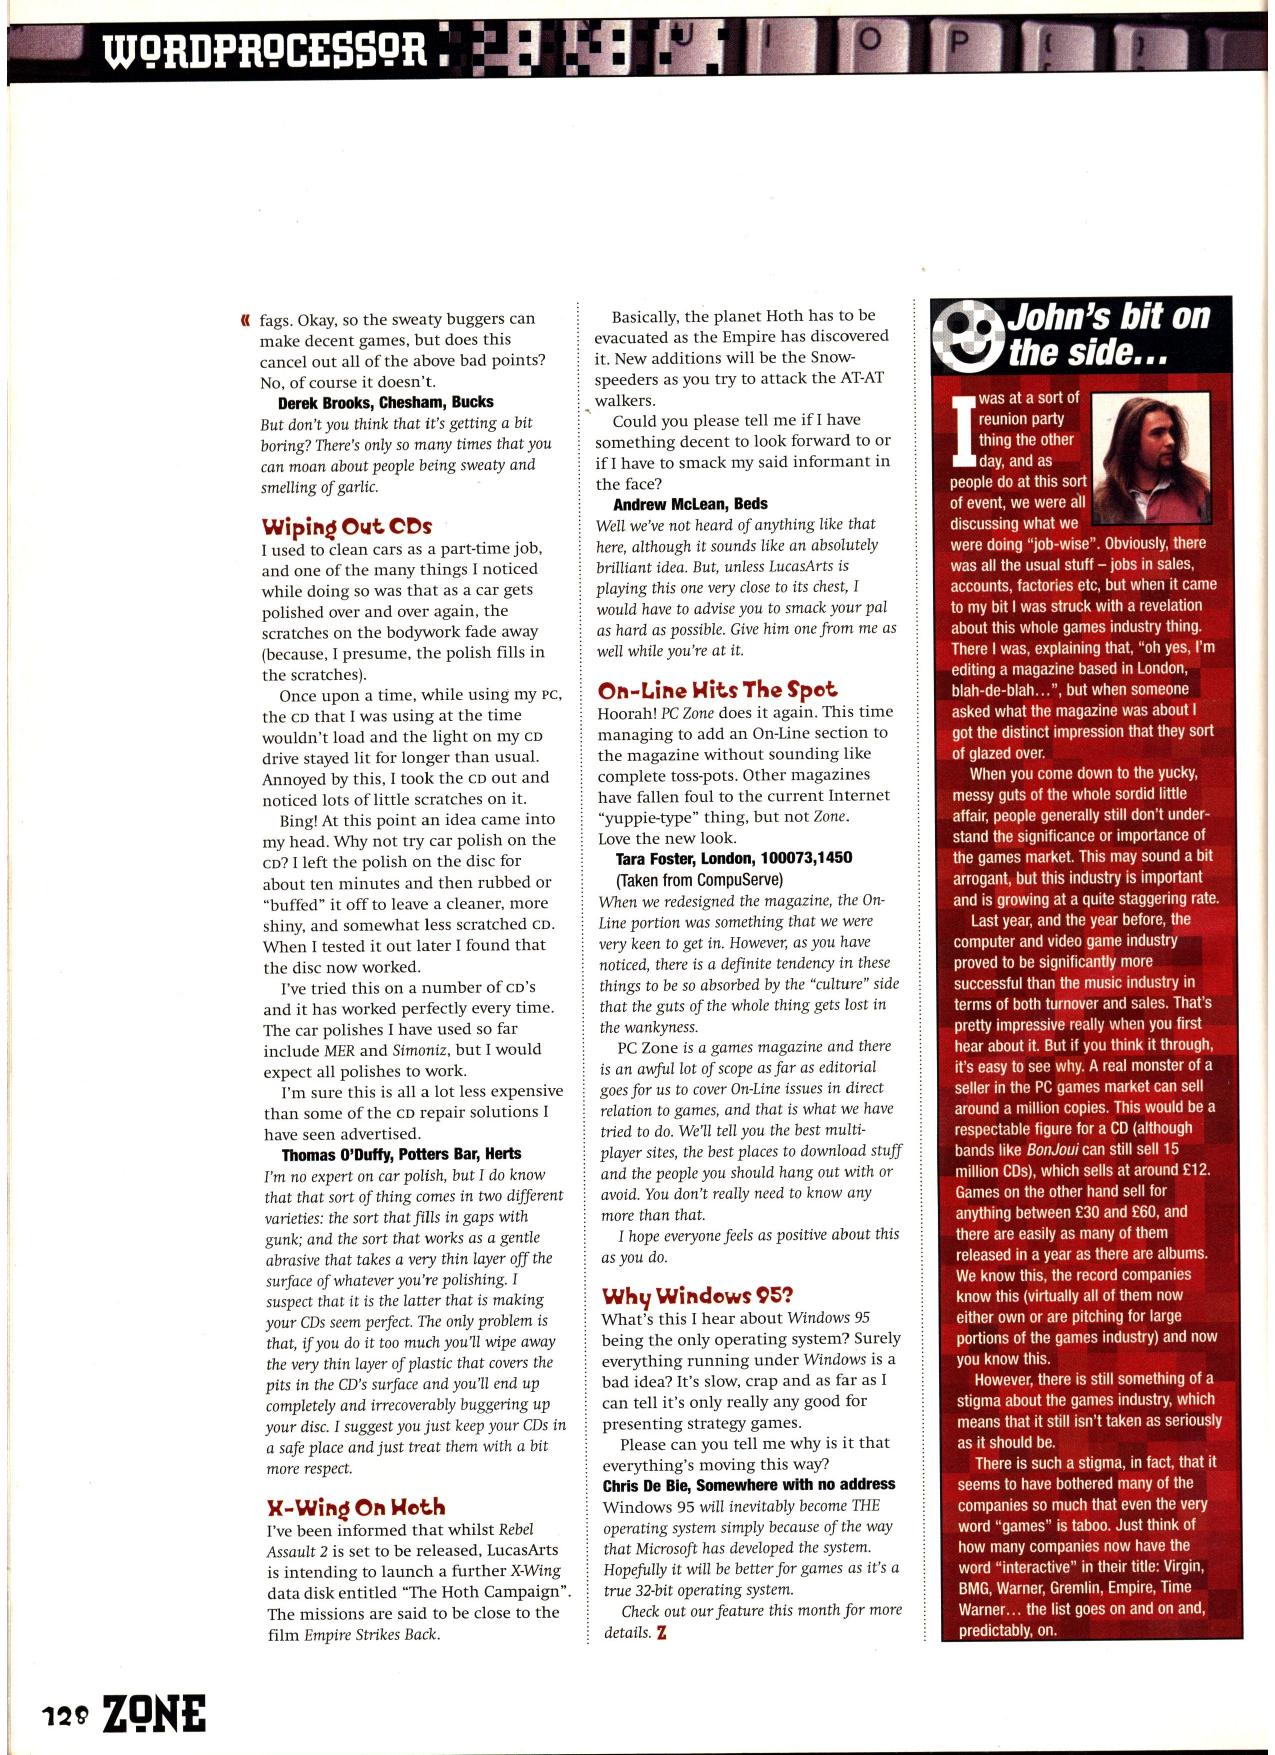 WORDPROCESSOR
U I O P { }
« fags. Okay, so the sweaty buggers can
make decent games, but does this
cancel out all of the above bad points?
No, of course it doesn't.
Derek Brooks, Chesham, Bucks
But don't you think that it's getting a bit
boring? There's only so many times that you
can moan about people being sweaty and
smelling of garlic.
Wiping Out CDs
I used to clean cars as a part-time job,
and one of the many things I noticed
while doing so was that as a car gets
polished over and over again, the
scratches on the bodywork fade away
(because, I presume, the polish fills in
the scratches).
Once upon a time, while using my PC,
the CD that I was using at the time
wouldn't load and the light on my CD
drive stayed lit for longer than usual.
Annoyed by this, I took the CD out and
noticed lots of little scratches on it.
Bing! At this point an idea came into
my head. Why not try car polish on the
CD? I left the polish on the disc for
about ten minutes and then rubbed or
"buffed" it off to leave a cleaner, more
shiny, and somewhat less scratched CD.
When I tested it out later I found that
the disc now worked.
I've tried this on a number of CD's
and it has worked perfectly every time.
The car polishes I have used so far
include MER and Simoniz, but I would
expect all polishes to work.
I'm sure this is all a lot less expensive
than some of the CD repair solutions I
have seen advertised.
Thomas O'Duffy, Potters Bar, Herts
I'm no expert on car polish, but I do know
that that sort of thing comes in two different
varieties: the sort that fills in gaps with
gunk; and the sort that works as a gentle
abrasive that takes a very thin layer off the
surface of whatever you're polishing. I
suspect that it is the latter that is making
your CDs seem perfect. The only problem is
that, if you do it too much you'll wipe away
the very thin layer of plastic that covers the
pits in the CD's surface and you'll end up
completely and irrecoverably buggering up
your disc. I suggest you just keep your CDs in
a safe place and just treat them with a bit
more respect.
X-Wing On Hoth
I've been informed that whilst Rebel
Assault 2 is set to be released, LucasArts
is intending to launch a further X-Wing
data disk entitled "The Hoth Campaign".
The missions are said to be close to the
film Empire Strikes Back.
Basically, the planet Hoth has to be
evacuated as the Empire has discovered
it. New additions will be the Snow-
speeders as you try to attack the AT-AT
walkers.
Could you please tell me if I have
something decent to look forward to or
if I have to smack my said informant in
the face?
Andrew McLean, Beds
Well we've not heard of anything like that
here, although it sounds like an absolutely
brilliant idea. But, unless LucasArts is
playing this one very close to its chest, I
would have to advise you to smack your pal
as hard as possible. Give him one from me as
well while you're at it.
On-Line Hits The Spot
Hoorah! PC Zone does it again. This time
managing to add an On-Line section to
the magazine without sounding like
complete toss-pots. Other magazines
have fallen foul to the current Internet
"yuppie-type" thing, but not Zone.
Love the new look.
Tara Foster, London, 100073,1450
(Taken from CompuServe)
When we redesigned the magazine, the On-
Line portion was something that we were
very keen to get in. However, as you have
noticed, there is a definite tendency in these
things to be so absorbed by the "culture" side
that the guts of the whole thing gets lost in
the wankyness.
PC Zone is a games magazine and there
is an awful lot of scope as far as editorial
goes for us to cover On-Line issues in direct
relation to games, and that is what we have
tried to do. We'll tell you the best multi-
player sites, the best places to download stuff
and the people you should hang out with or
avoid. You don't really need to know any
more than that.
I hope everyone feels as positive about this
as you do.
Why Windows 95?
What's this I hear about Windows 95
being the only operating system? Surely
everything running under Windows is a
bad idea? It's slow, crap and as far as I
can tell it's only really any good for
presenting strategy games.
Please can you tell me why is it that
everything's moving this way?
Chris De Bie, Somewhere with no address
Windows 95 will inevitably become THE
operating system simply because of the way
that Microsoft has developed the system.
Hopefully it will be better for games as it's a
true 32-bit operating system.
Check out our feature this month for more
details. Z
John's bit on
the side...
I was at a sort of
reunion party
thing the other
day, and as
people do at this sort
of event, we were all
discussing what we
were doing "job-wise". Obviously, there
was all the usual stuff – jobs in sales,
accounts, factories etc, but when it came
to my bit I was struck with a revelation
about this whole games industry thing.
There I was, explaining that, "oh yes, I'm
editing a magazine based in London,
blah-de-blah...", but when someone
asked what the magazine was about I
got the distinct impression that they sort
of glazed over.
When you come down to the yucky,
messy guts of the whole sordid little
affair, people generally still don't under-
stand the significance or importance of
the games market. This may sound a bit
arrogant, but this industry is important
and is growing at a quite staggering rate.
Last year, and the year before, the
computer and video game industry
proved to be significantly more
successful than the music industry in
terms of both turnover and sales. That's
pretty impressive really when you first
hear about it. But if you think it through,
it's easy to see why. A real monster of a
seller in the PC games market can sell
around a million copies. This would be a
respectable figure for a CD (although
bands like BonJoui can still sell 15
million CDs), which sells at around £12.
Games on the other hand sell for
anything between £30 and £60, and
there are easily as many of them
released in a year as there are albums.
We know this, the record companies
know this (virtually all of them now
either own or are pitching for large
portions of the games industry) and now
you know this.
However, there is still something of a
stigma about the games industry, which
means that it still isn't taken as seriously
as it should be.
There is such a stigma, in fact, that it
seems to have bothered many of the
companies so much that even the very
word "games" is taboo. Just think of
how many companies now have the
word "interactive" in their title: Virgin,
BMG, Warner, Gremlin, Empire, Time
Warner... the list goes on and on and,
predictably, on.
128 ZONE